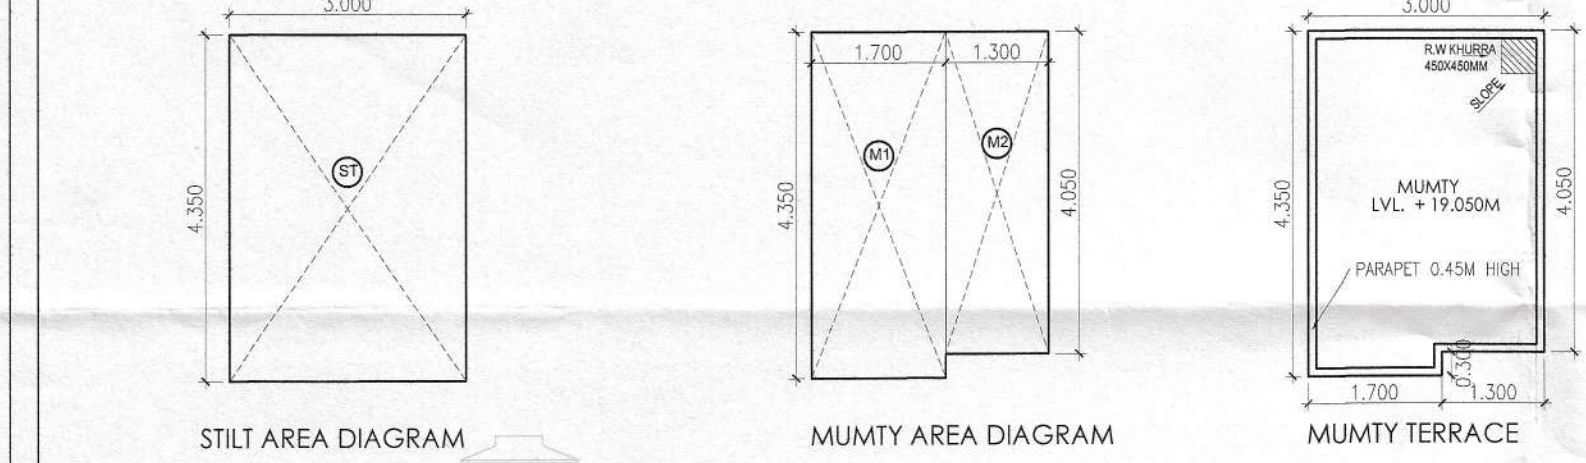 3.000
4.350
ST
STILT AREA DIAGRAM
1.700
1.300
M1
M2
4.350
4.050
MUMTY AREA DIAGRAM
3.000
R.W KHURRA
450X450MM
SLOPE
4.350
MUMTY
LVL. + 19.050M
4.050
PARAPET 0.45M HIGH
0.300
1.700
1.300
MUMTY TERRACE